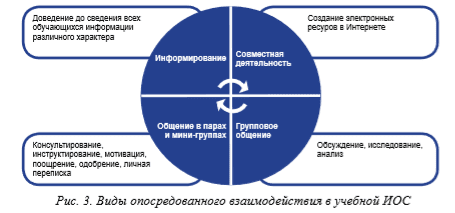 Доведение до сведения всех
обучающихся информации
различного характера
Создание электронных
ресуров в Интернете
Информирование
Совместная
деятельность
Общение в парах
и мини-группах
Групповое
общение
Консультирование,
инструктирование, мотивация,
поощрение, одобрение, личная
переписка
Обсуждение, исследование,
анализ
Рис. 3. Виды опосредованного взаимодействия в учебной ИОС